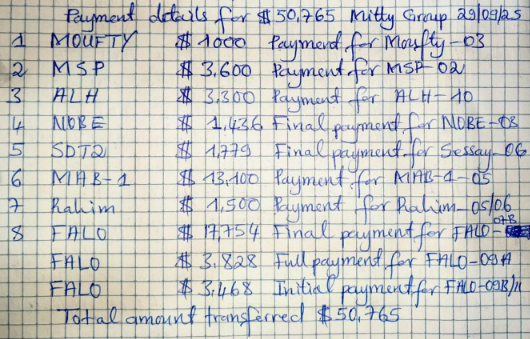 Payment details for $50,765 Mitty Group 29/09/25
1 MOUFTY $ 1000 Payment for Moufty-03
2 MSP $ 3,600 Payment for MSP-02
3 ALH $ 3,300 Payment for ALH-10
4 NOBE $ 1,436 Final payment for NOBE-08
5 SDT2 $ 1,779 Final payment for Sessay-06
6 MAB-1 $ 13,100 Payment for MAB-1-05
7 Rahim $ 1,500 Payment for Rahim-05/06
8 FALO $ 17,754 Final payment for FALO-07B
FALO $ 3,828 Full payment for FALO-09A
FALO $ 3,468 Initial payment for FALO-09B/11
Total amount transferred $50,765